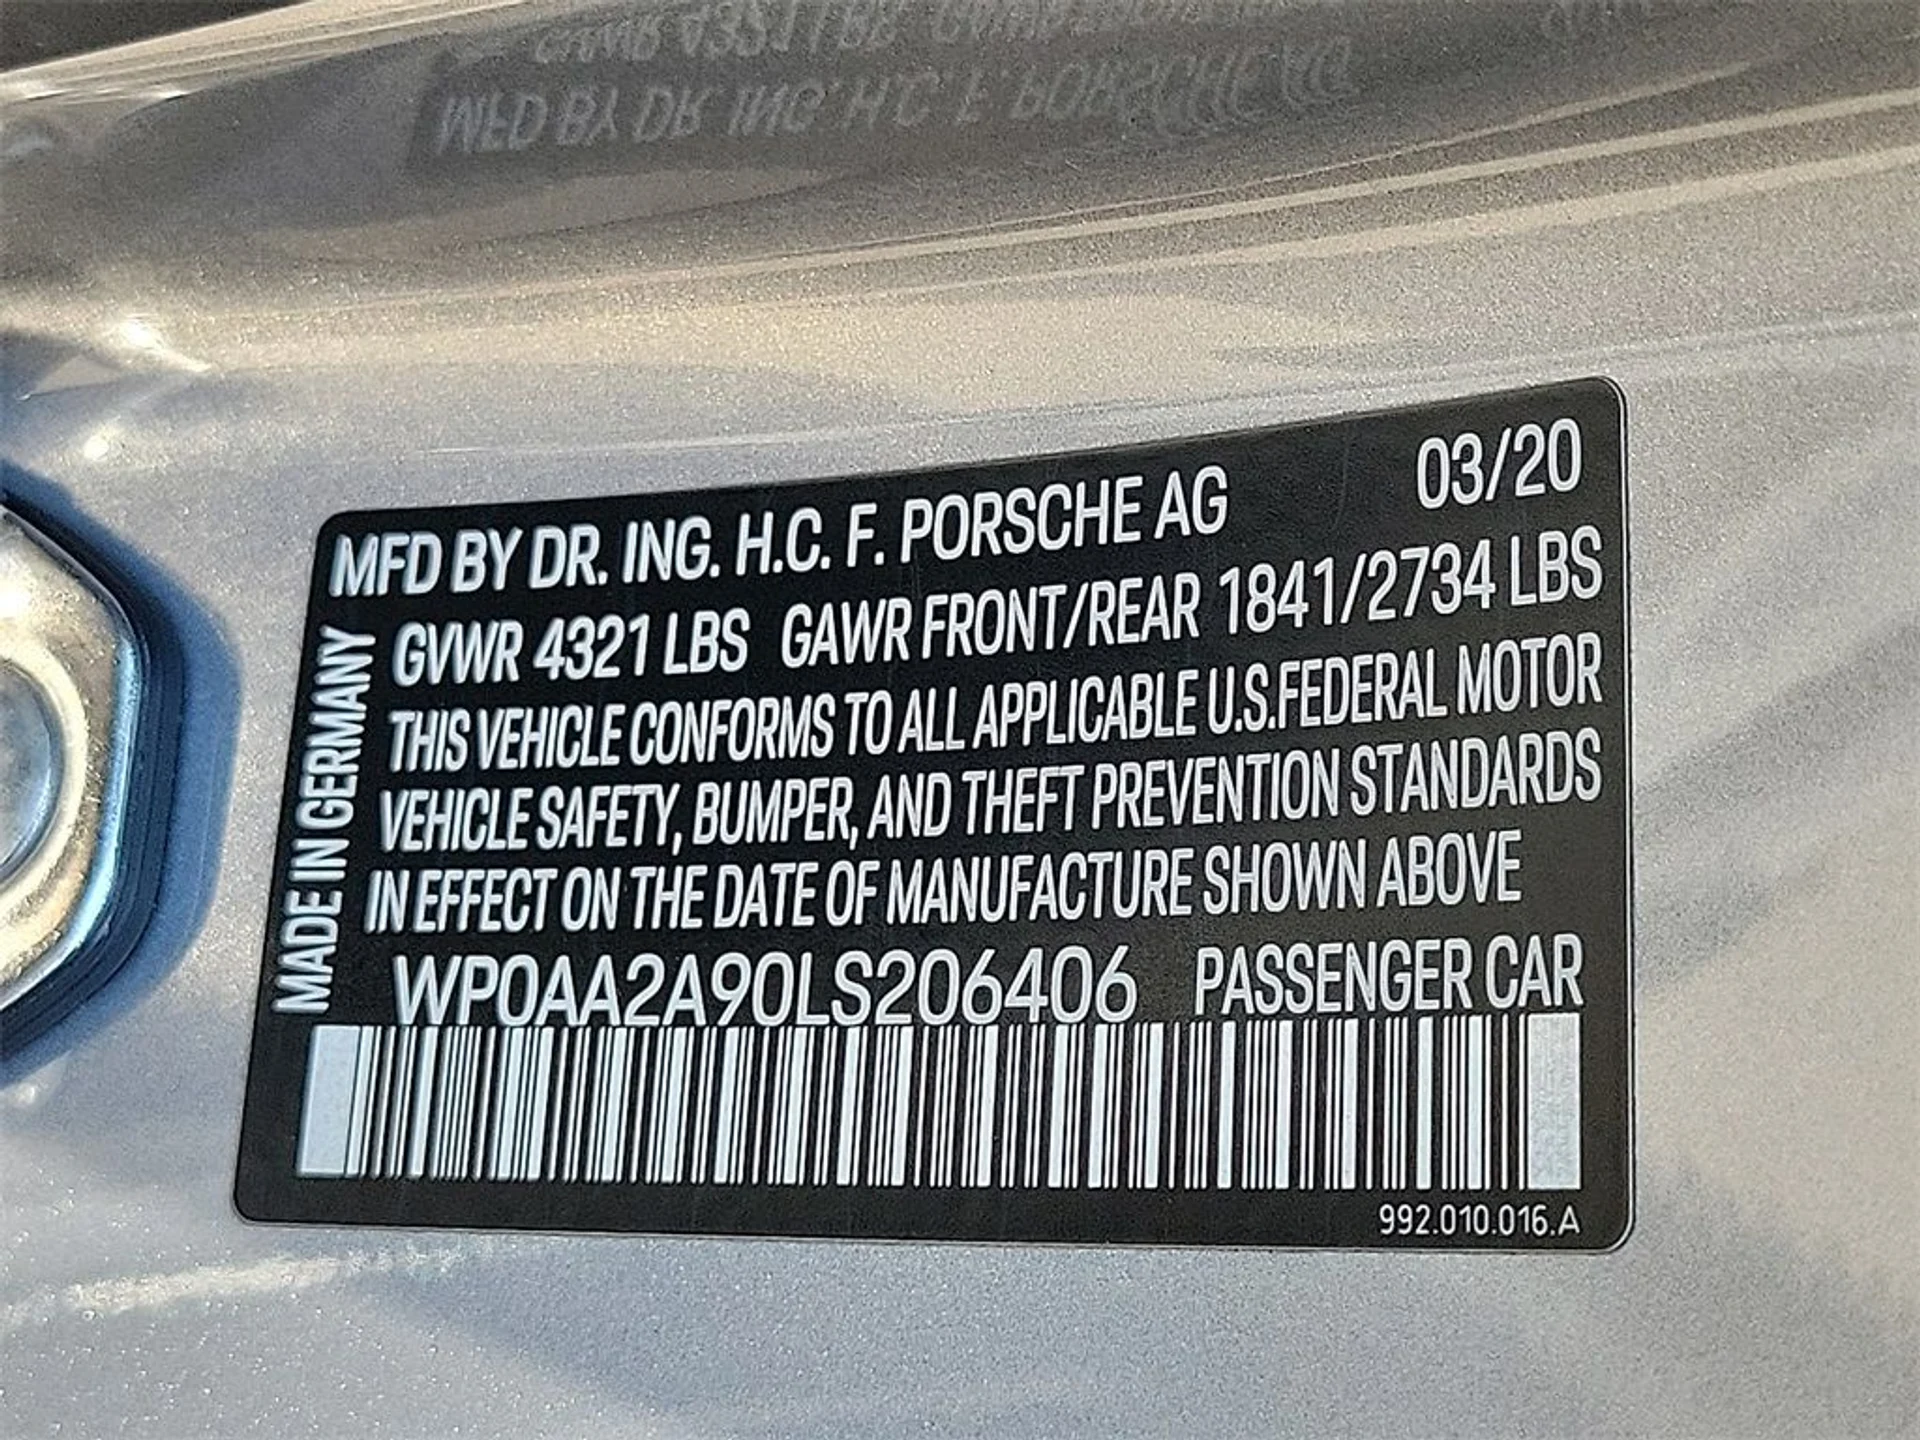 MFD BY DR. ING. H.C. F. PORSCHE AG 03/20
GVWR 4321 LBS GAWR FRONT/REAR 1841/2734 LBS
THIS VEHICLE CONFORMS TO ALL APPLICABLE U.S.FEDERAL MOTOR
VEHICLE SAFETY, BUMPER, AND THEFT PREVENTION STANDARDS
IN EFFECT ON THE DATE OF MANUFACTURE SHOWN ABOVE
WP0AA2A90LS206406 PASSENGER CAR
MADE IN GERMANY
992.010.016.A